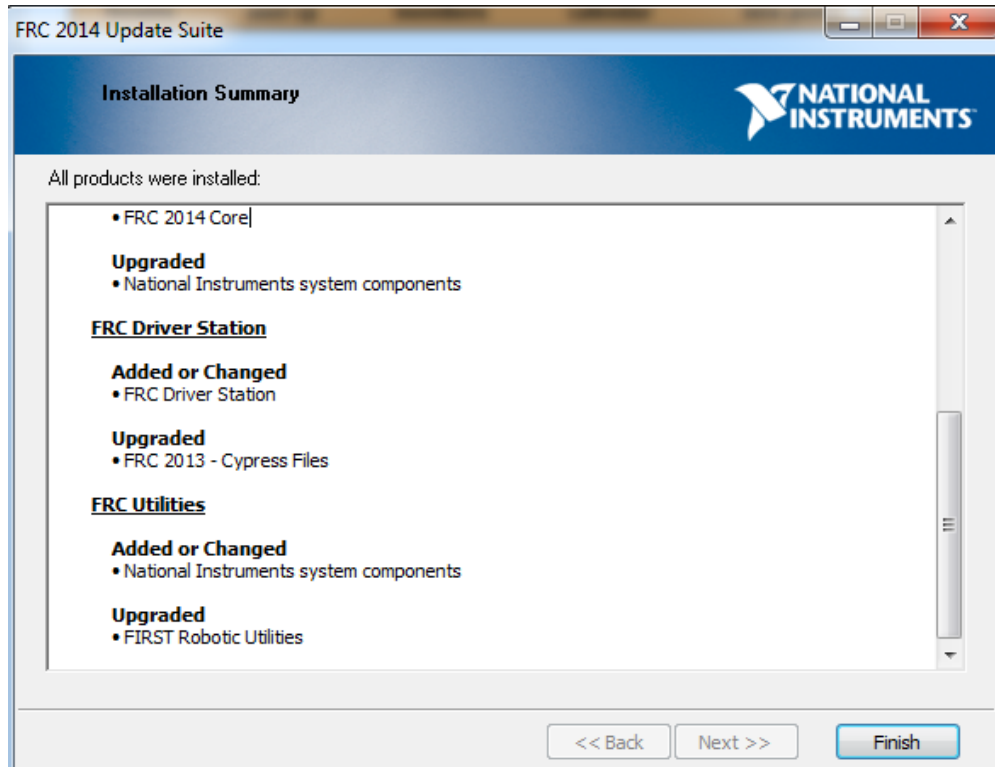 FRC 2014 Update Suite
Installation Summary
NATIONAL
INSTRUMENTS
All products were installed:
• FRC 2014 Core
Upgraded
• National Instruments system components
FRC Driver Station
Added or Changed
• FRC Driver Station
Upgraded
• FRC 2013 - Cypress Files
FRC Utilities
Added or Changed
• National Instruments system components
Upgraded
• FIRST Robotic Utilities
<< Back Next >> Finish